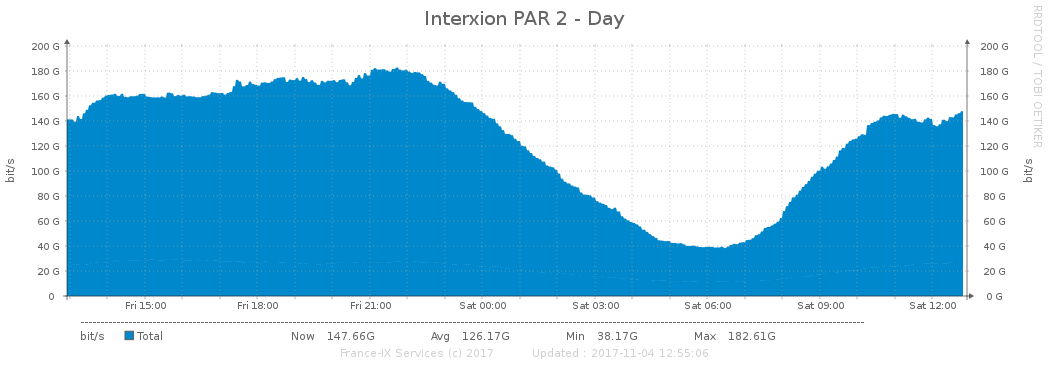 Interxion PAR 2 - Day
RRDTOOL / TOBI OETIKER
200 G 200 G
180 G 180 G
160 G 160 G
140 G 140 G
120 G 120 G
100 G 100 G
80 G 80 G
60 G 60 G
40 G 40 G
20 G 20 G
0 0 G
bit/s bit/s
Fri 15:00 Fri 18:00 Fri 21:00 Sat 00:00 Sat 03:00 Sat 06:00 Sat 09:00 Sat 12:00
bit/s Total Now 147.66G Avg 126.17G Min 38.17G Max 182.61G
France-IX Services (c) 2017 Updated : 2017-11-04 12:55:06